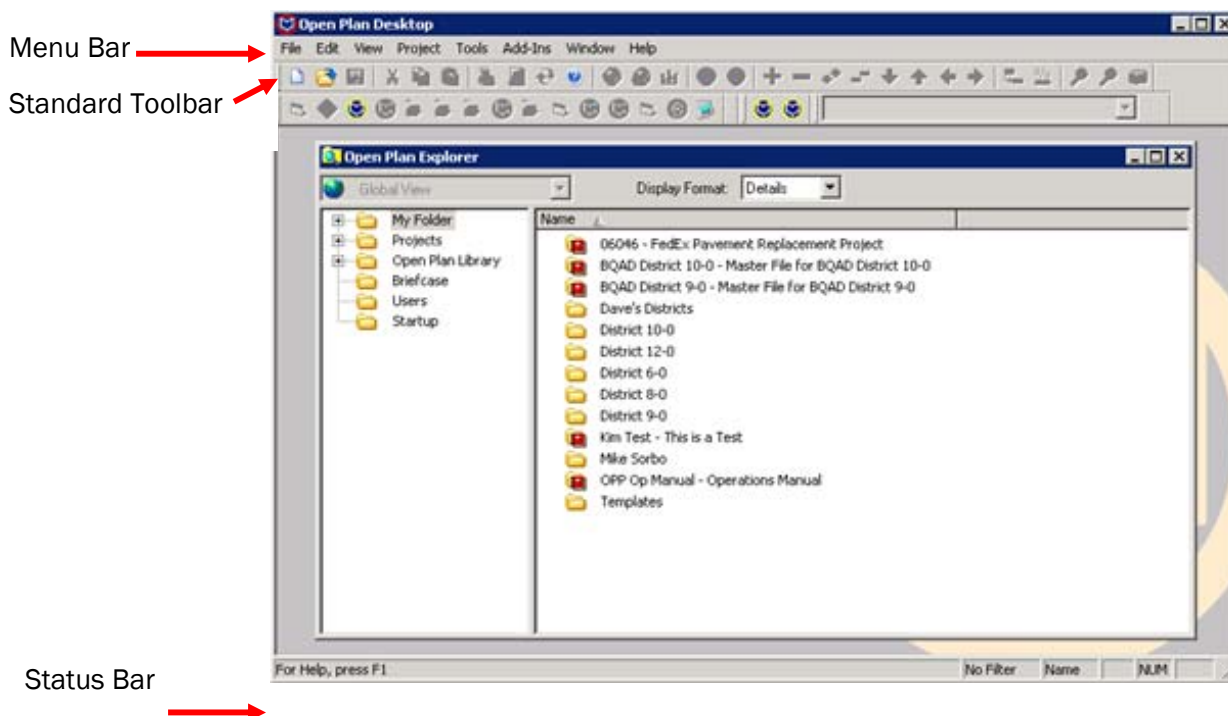 Open Plan Desktop
Menu Bar
File Edit View Project Tools Add-Ins Window Help
Standard Toolbar
Open Plan Explorer
Global View
Display Format: Details
My Folder
Projects
Open Plan Library
Briefcase
Users
Startup
Name
06046 - FedEx Pavement Replacement Project
BQAD District 10-0 - Master File for BQAD District 10-0
BQAD District 9-0 - Master File for BQAD District 9-0
Dave's Districts
District 10-0
District 12-0
District 6-0
District 8-0
District 9-0
Kim Test - This is a Test
Mike Sorbo
OPP Op Manual - Operations Manual
Templates
For Help, press F1
No Filter Name NUM
Status Bar